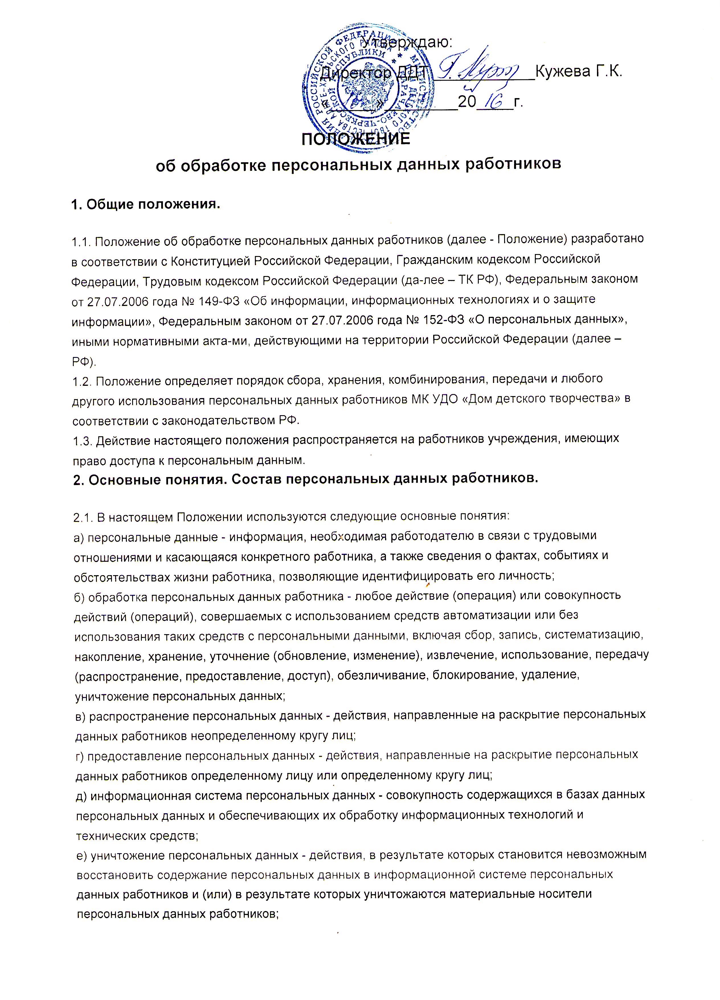 Утверждаю:
Директор ДДТ ____________Кужева Г.К.
«_____»_________20 16 г.
ПОЛОЖЕНИЕ
об обработке персональных данных работников
1. Общие положения.
1.1. Положение об обработке персональных данных работников (далее - Положение) разработано
в соответствии с Конституцией Российской Федерации, Гражданским кодексом Российской
Федерации, Трудовым кодексом Российской Федерации (да-лее – ТК РФ), Федеральным законом
от 27.07.2006 года № 149-ФЗ «Об информации, информационных технологиях и о защите
информации», Федеральным законом от 27.07.2006 года № 152-ФЗ «О персональных данных»,
иными нормативными акта-ми, действующими на территории Российской Федерации (далее –
РФ).
1.2. Положение определяет порядок сбора, хранения, комбинирования, передачи и любого
другого использования персональных данных работников МК УДО «Дом детского творчества» в
соответствии с законодательством РФ.
1.3. Действие настоящего положения распространяется на работников учреждения, имеющих
право доступа к персональным данным.
2. Основные понятия. Состав персональных данных работников.
2.1. В настоящем Положении используются следующие основные понятия:
а) персональные данные - информация, необходимая работодателю в связи с трудовыми
отношениями и касающаяся конкретного работника, а также сведения о фактах, событиях и
обстоятельствах жизни работника, позволяющие идентифицировать его личность;
б) обработка персональных данных работника - любое действие (операция) или совокупность
действий (операций), совершаемых с использованием средств автоматизации или без
использования таких средств с персональными данными, включая сбор, запись, систематизацию,
накопление, хранение, уточнение (обновление, изменение), извлечение, использование, передачу
(распространение, предоставление, доступ), обезличивание, блокирование, удаление,
уничтожение персональных данных;
в) распространение персональных данных - действия, направленные на раскрытие персональных
данных работников неопределенному кругу лиц;
г) предоставление персональных данных - действия, направленные на раскрытие персональных
данных работников определенному лицу или определенному кругу лиц;
д) информационная система персональных данных - совокупность содержащихся в базах данных
персональных данных и обеспечивающих их обработку информационных технологий и
технических средств;
е) уничтожение персональных данных - действия, в результате которых становится невозможным
восстановить содержание персональных данных в информационной системе персональных
данных работников и (или) в результате которых уничтожаются материальные носители
персональных данных работников;